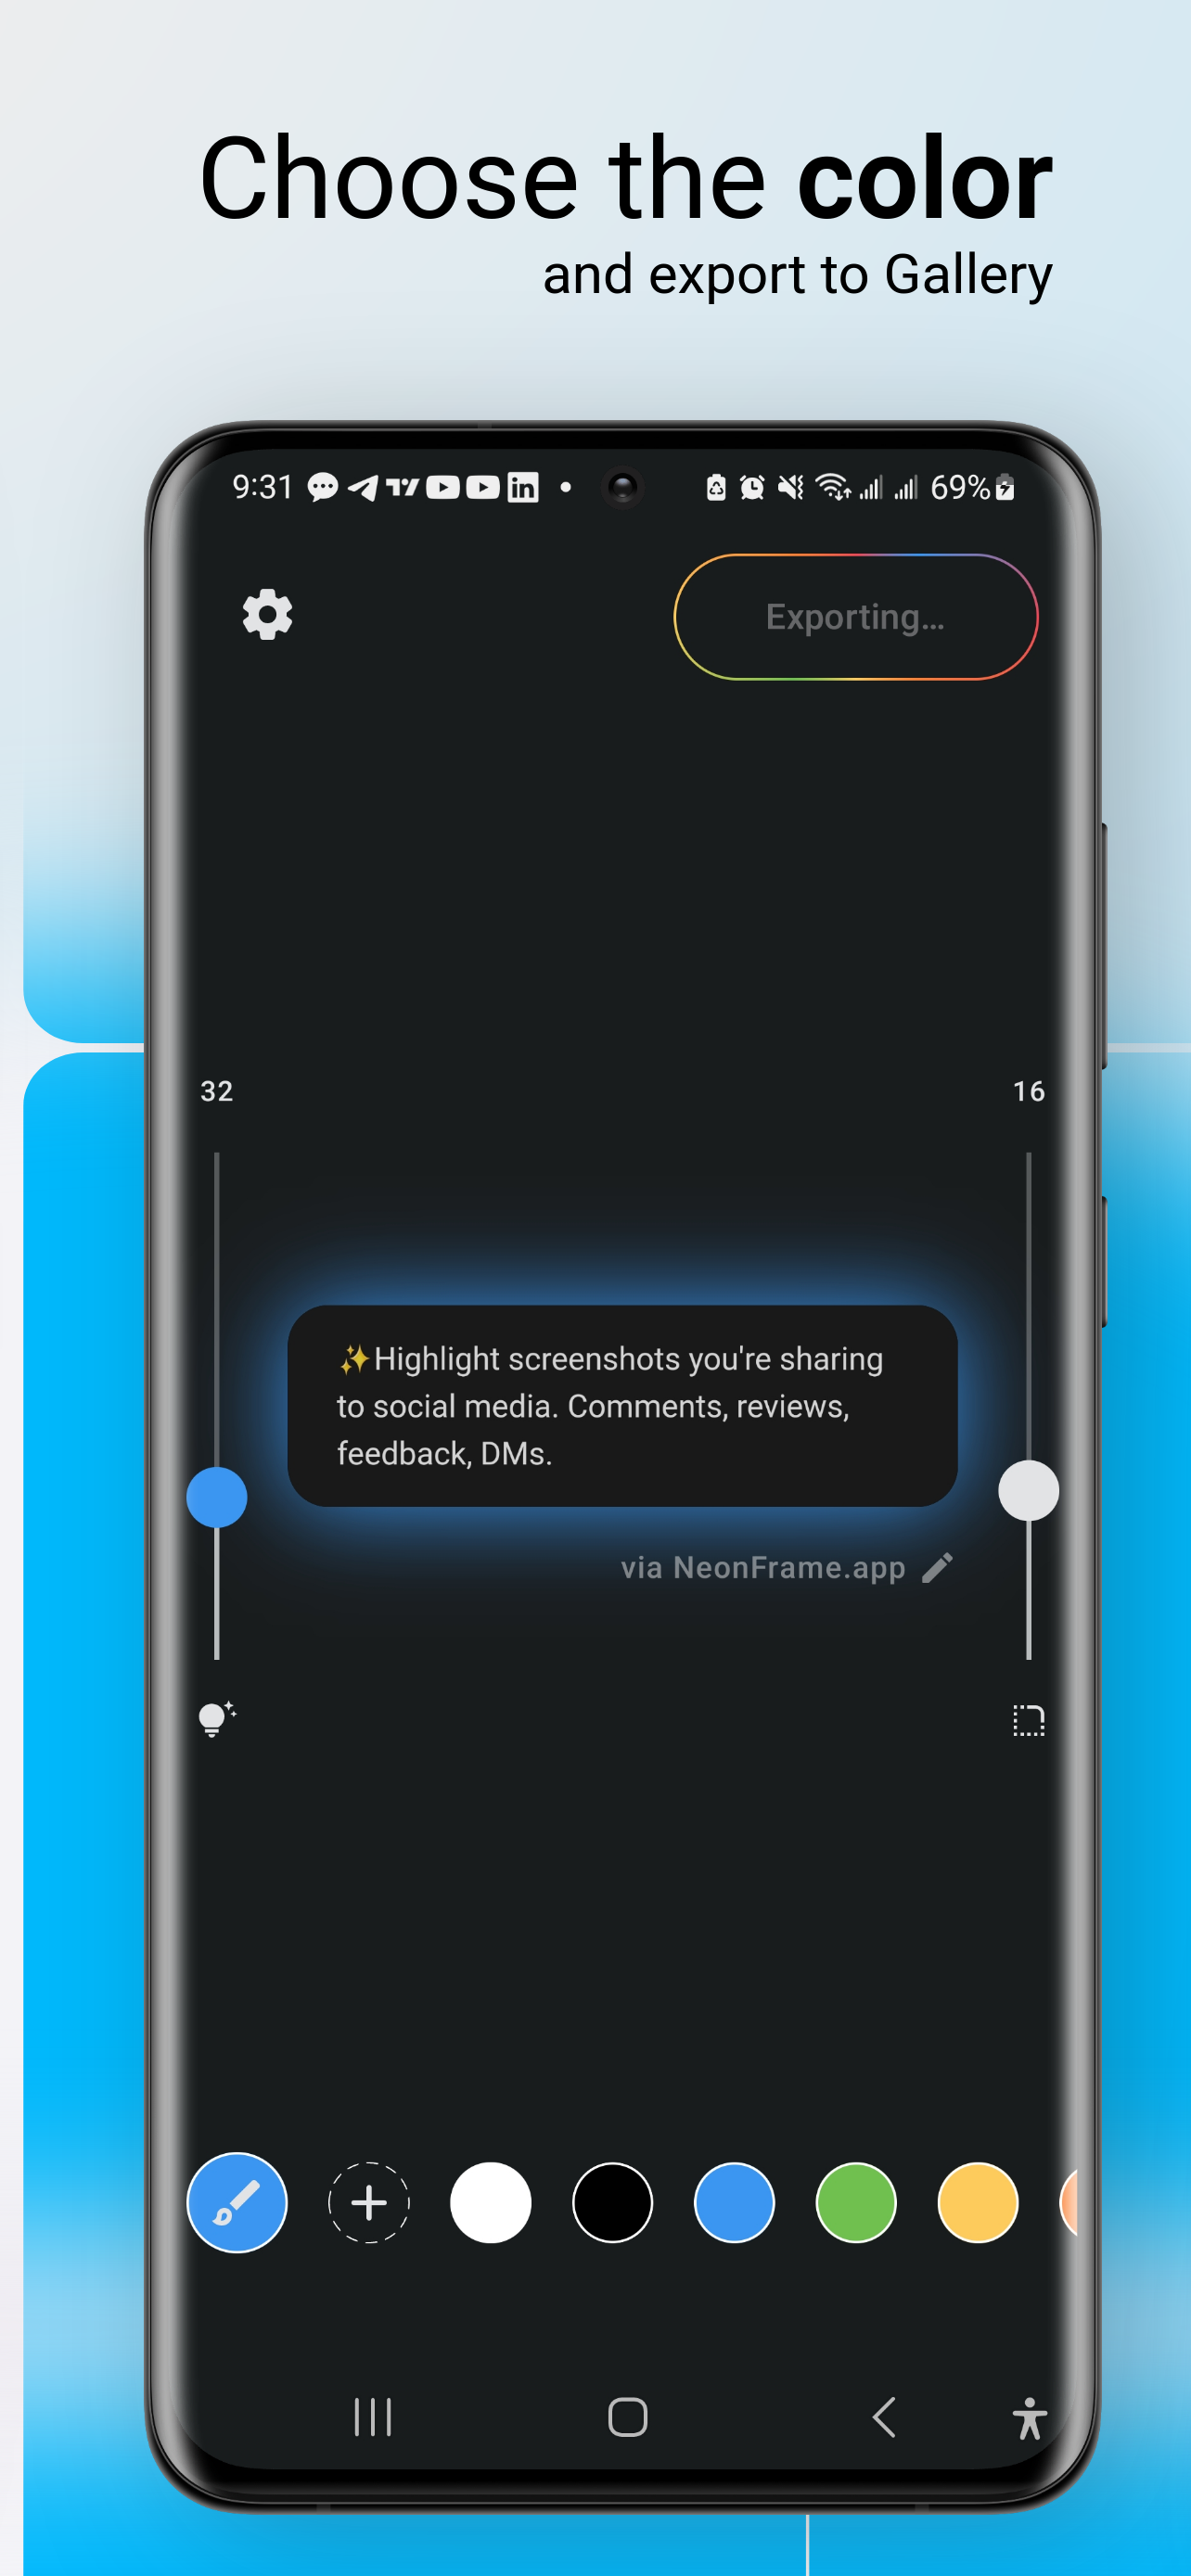 Choose the color
and export to Gallery
9:31
69%
Exporting...
32
16
✨Highlight screenshots you're sharing
to social media. Comments, reviews,
feedback, DMs.
via NeonFrame.app